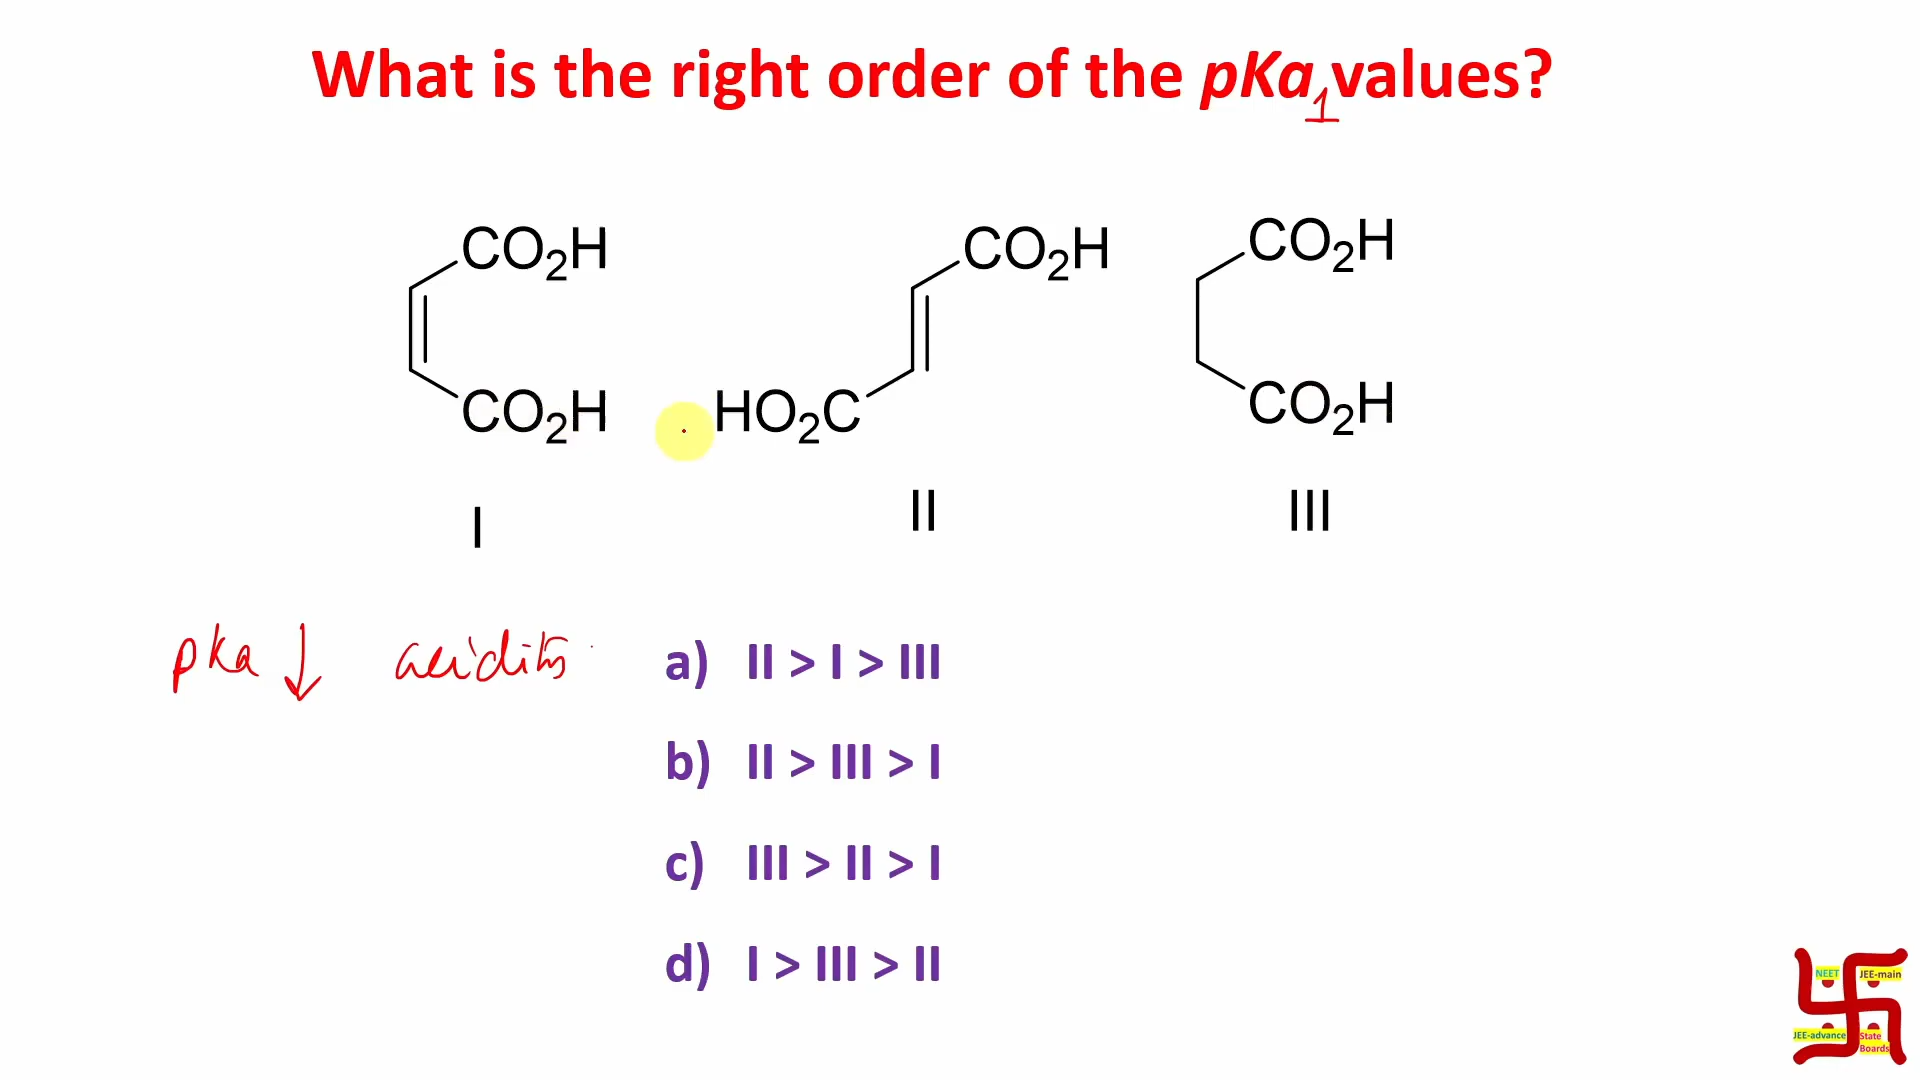 What is the right order of the pKa1 values?
CO2H CO2H CO2H
CO2H HO2C CO2H
I II III
pKa ↓ acidity
a) II > I > III
b) II > III > I
c) III > II > I
d) I > III > II
NEET JEE-main
JEE-advance State
Boards